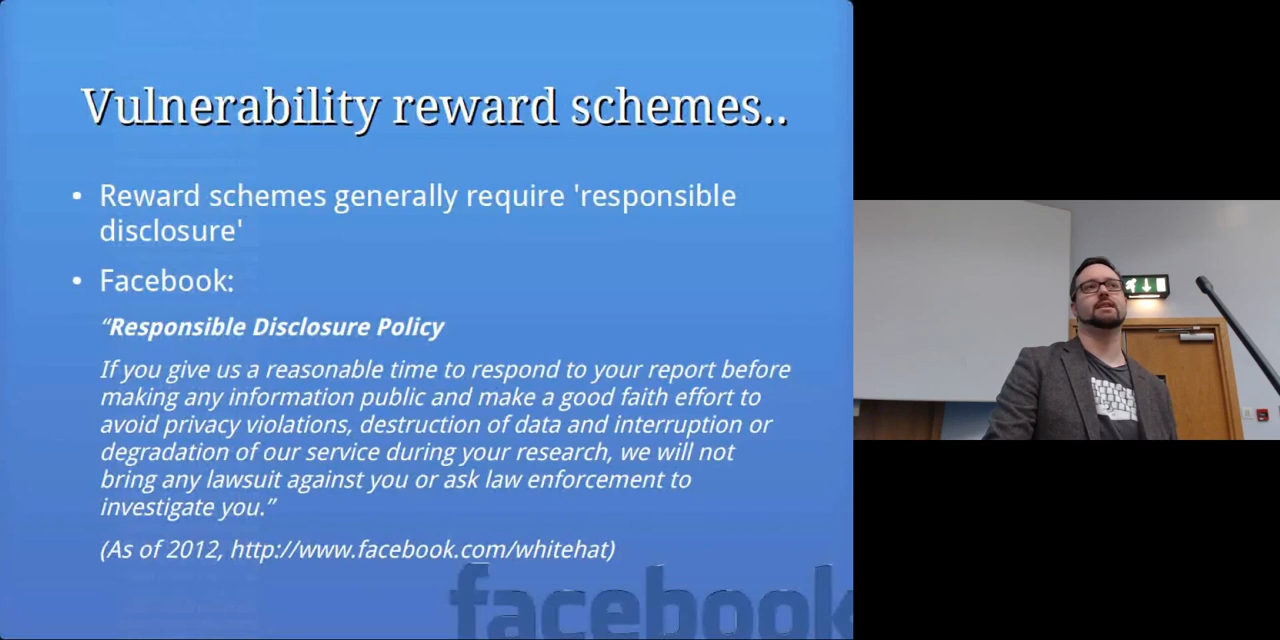 Vulnerability reward schemes..
• Reward schemes generally require 'responsible
disclosure'
• Facebook:
“Responsible Disclosure Policy
If you give us a reasonable time to respond to your report before
making any information public and make a good faith effort to
avoid privacy violations, destruction of data and interruption or
degradation of our service during your research, we will not
bring any lawsuit against you or ask law enforcement to
investigate you.”
(As of 2012, http://www.facebook.com/whitehat)
facebook